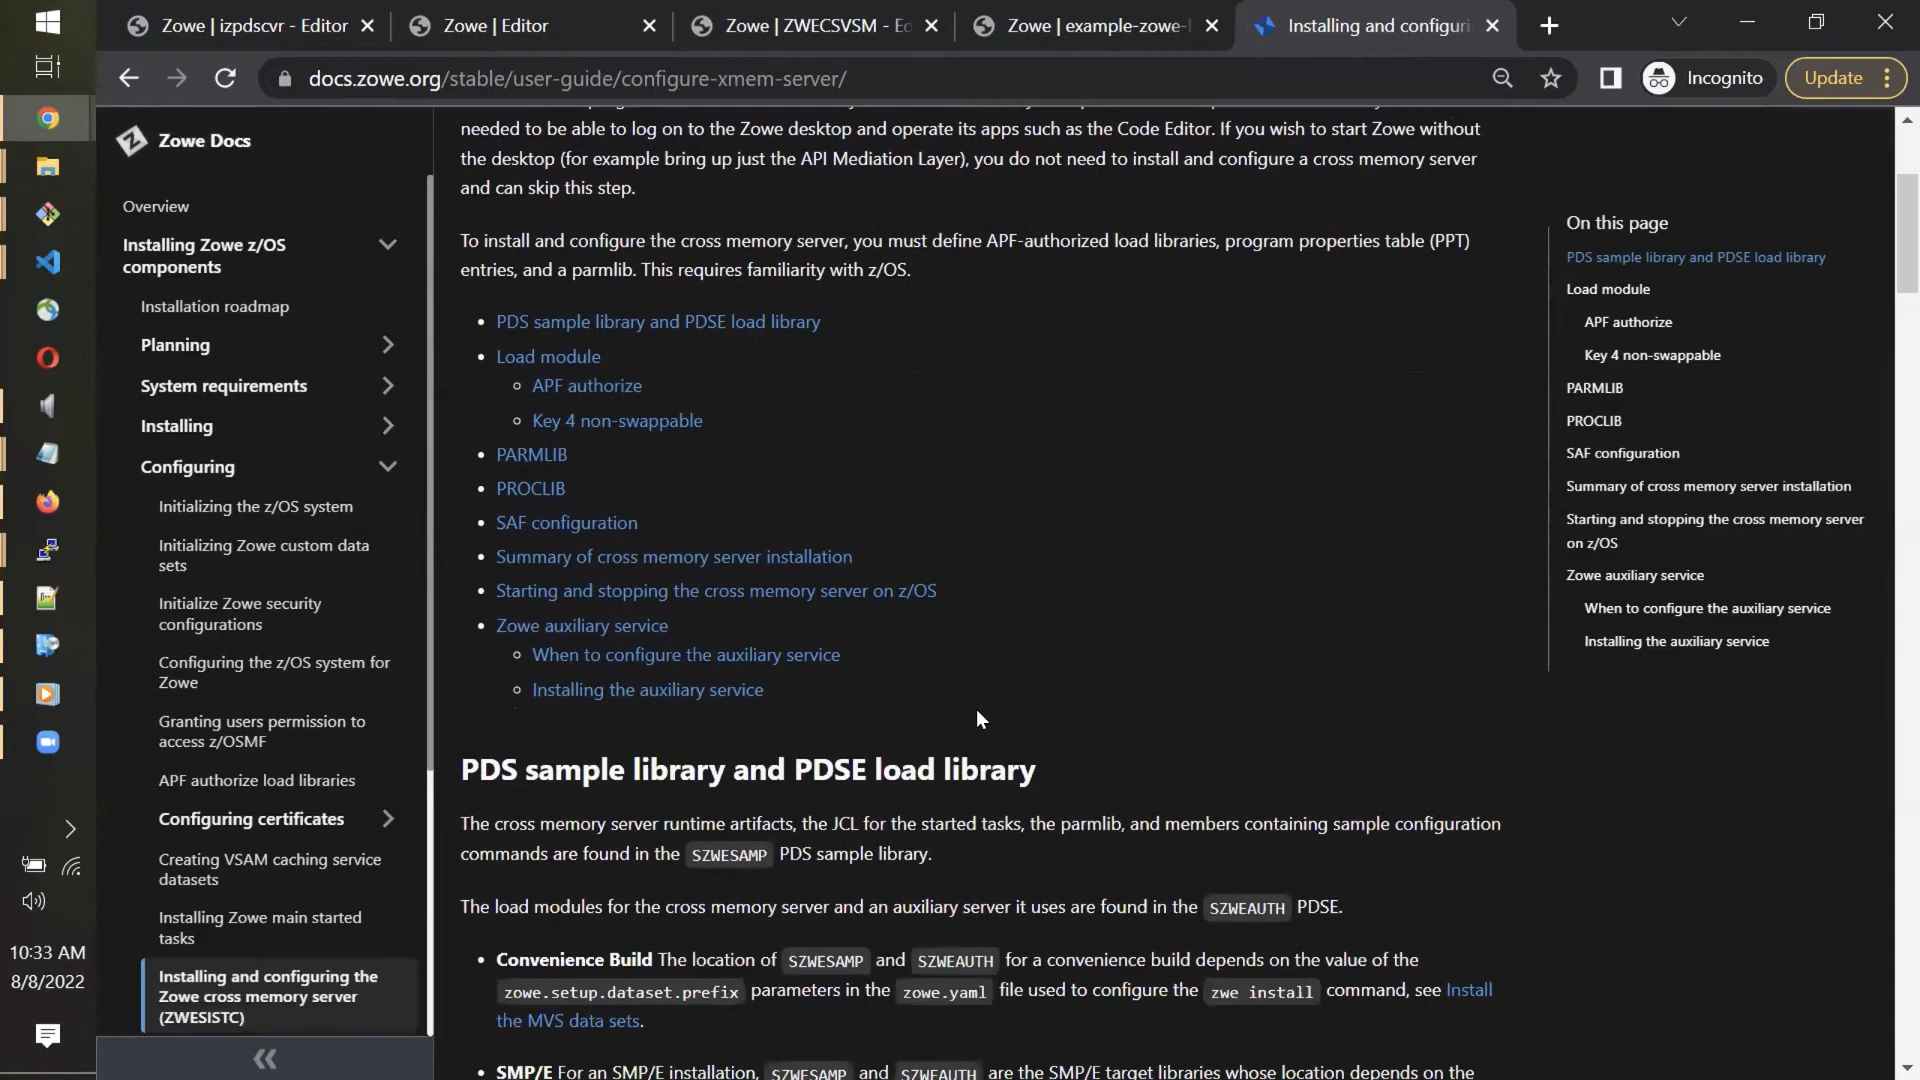 Zowe | izpdscvr - Editor
Zowe | Editor
Zowe | ZWECSVSM - Ed
Zowe | example-zowe-
Installing and configuri
docs.zowe.org/stable/user-guide/configure-xmem-server/
Incognito
Update
Zowe Docs
Overview
Installing Zowe z/OS
components
Installation roadmap
Planning
System requirements
Installing
Configuring
Initializing the z/OS system
Initializing Zowe custom data
sets
Initialize Zowe security
configurations
Configuring the z/OS system for
Zowe
Granting users permission to
access z/OSMF
APF authorize load libraries
Configuring certificates
Creating VSAM caching service
datasets
Installing Zowe main started
tasks
Installing and configuring the
Zowe cross memory server
(ZWESISTC)
needed to be able to log on to the Zowe desktop and operate its apps such as the Code Editor. If you wish to start Zowe without
the desktop (for example bring up just the API Mediation Layer), you do not need to install and configure a cross memory server
and can skip this step.
To install and configure the cross memory server, you must define APF-authorized load libraries, program properties table (PPT)
entries, and a parmlib. This requires familiarity with z/OS.
PDS sample library and PDSE load library
Load module
APF authorize
Key 4 non-swappable
PARMLIB
PROCLIB
SAF configuration
Summary of cross memory server installation
Starting and stopping the cross memory server on z/OS
Zowe auxiliary service
When to configure the auxiliary service
Installing the auxiliary service
PDS sample library and PDSE load library
The cross memory server runtime artifacts, the JCL for the started tasks, the parmlib, and members containing sample configuration
commands are found in the SZWESAMP PDS sample library.
The load modules for the cross memory server and an auxiliary server it uses are found in the SZWEAUTH PDSE.
Convenience Build The location of SZWESAMP and SZWEAUTH for a convenience build depends on the value of the
zowe.setup.dataset.prefix parameters in the zowe.yaml file used to configure the zwe install command, see Install
the MVS data sets.
SMP/E For an SMP/E installation, SZWESAMP and SZWEAUTH are the SMP/E target libraries whose location depends on the
On this page
PDS sample library and PDSE load library
Load module
APF authorize
Key 4 non-swappable
PARMLIB
PROCLIB
SAF configuration
Summary of cross memory server installation
Starting and stopping the cross memory server
on z/OS
Zowe auxiliary service
When to configure the auxiliary service
Installing the auxiliary service
10:33 AM
8/8/2022